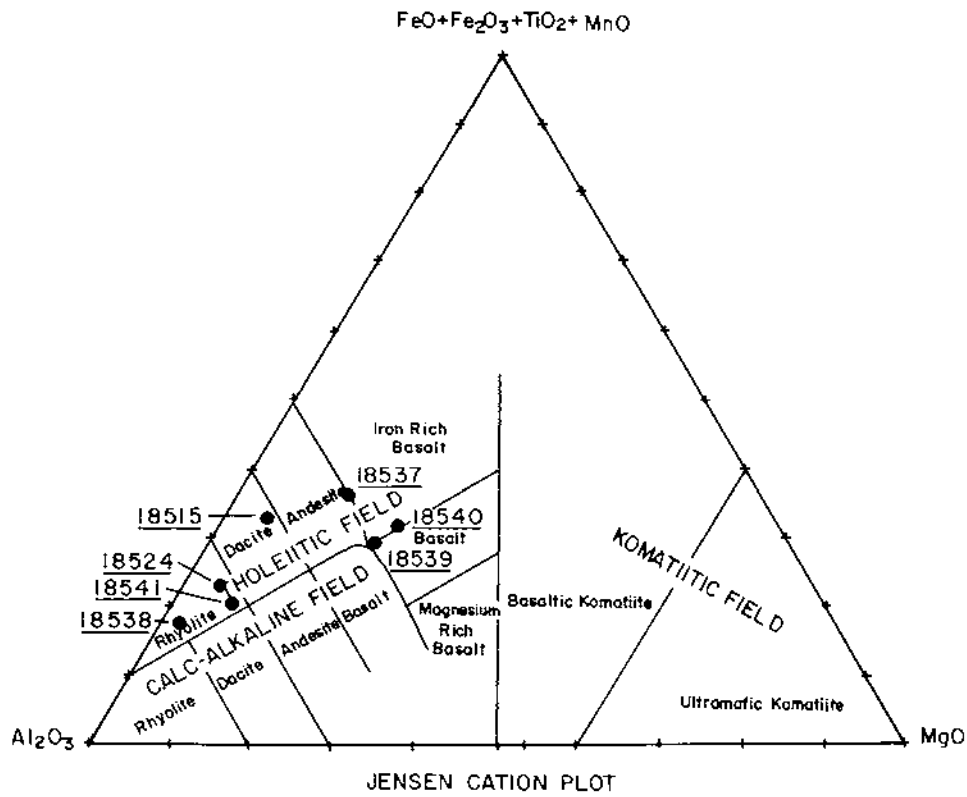 FeO+Fe₂O₃+TiO₂+ MnO
Iron Rich
Basalt
18537
18515
Dacite
Andesite
18540
Basalt
18539
HOLEIITIC FIELD
18524
18541
18538
Rhyolite
CALC-ALKALINE FIELD
Rhyolite
Dacite
Andesite
Basalt
Magnesium
Rich
Basalt
Basaltic Komatiite
KOMATIITIC FIELD
Ultramafic Komatiite
Al₂O₃
MgO
JENSEN CATION PLOT